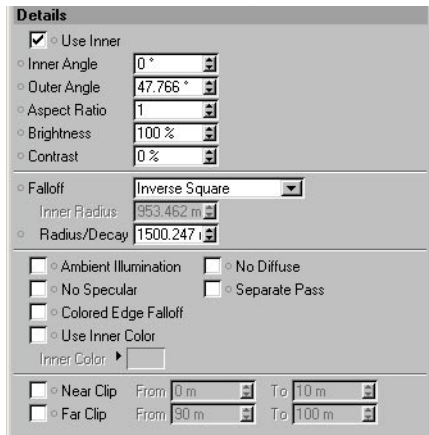 Details
Use Inner
Inner Angle 0 °
Outer Angle 47.766 °
Aspect Ratio 1
Brightness 100 %
Contrast 0 %
Falloff Inverse Square
Inner Radius 953.462 m
Radius/Decay 1500.247 m
Ambient Illumination No Diffuse
No Specular Separate Pass
Colored Edge Falloff
Use Inner Color
Inner Color
Near Clip From 0 m To 10 m
Far Clip From 90 m To 100 m